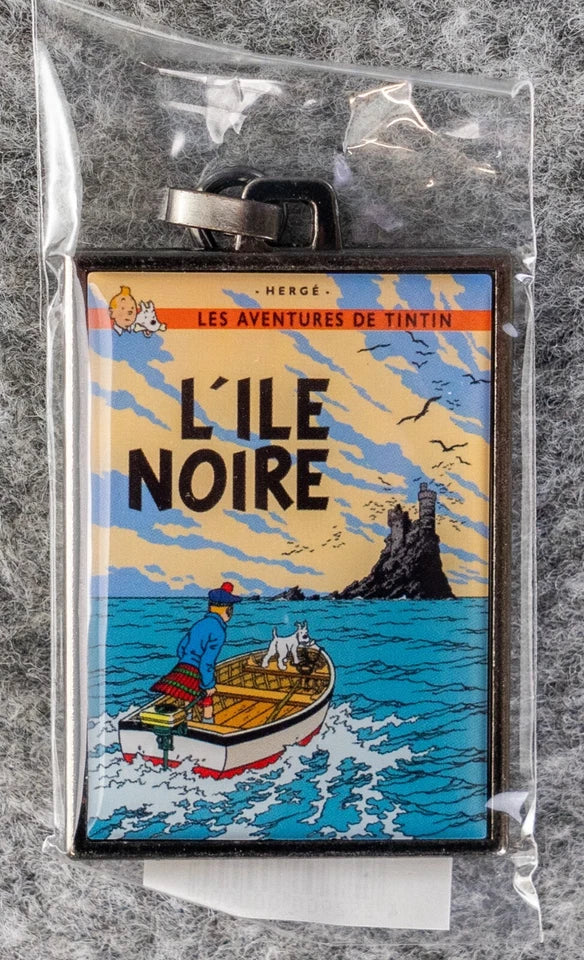 - HERGÉ -
LES AVENTURES DE TINTIN
L'ILE
NOIRE